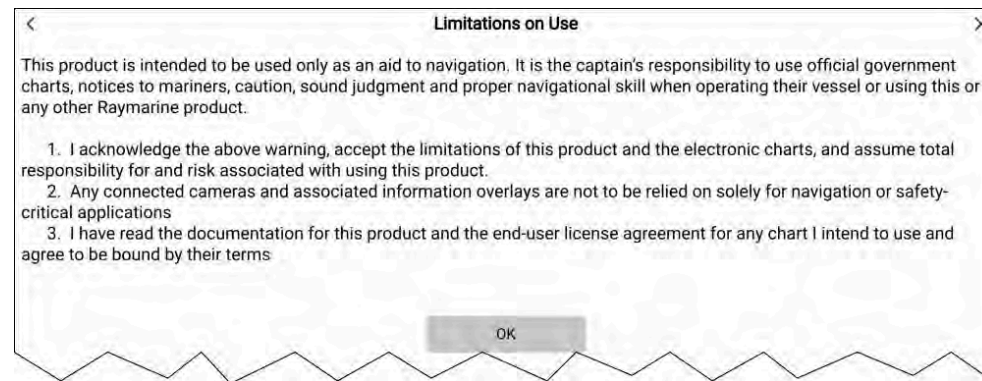 Limitations on Use
This product is intended to be used only as an aid to navigation. It is the captain's responsibility to use official government
charts, notices to mariners, caution, sound judgment and proper navigational skill when operating their vessel or using this or
any other Raymarine product.
1. I acknowledge the above warning, accept the limitations of this product and the electronic charts, and assume total
responsibility for and risk associated with using this product.
2. Any connected cameras and associated information overlays are not to be relied on solely for navigation or safety-
critical applications
3. I have read the documentation for this product and the end-user license agreement for any chart I intend to use and
agree to be bound by their terms
OK